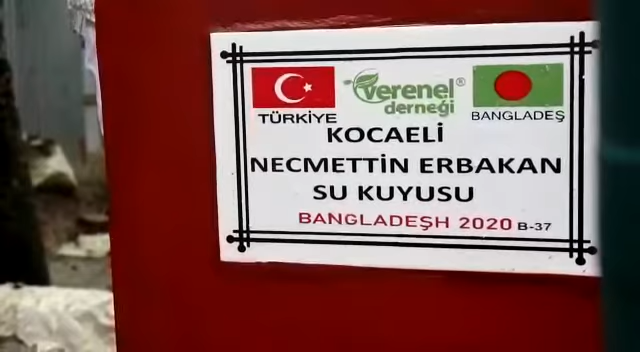 verenel®
derneği
TÜRKİYE
BANGLADEŞ
KOCAELİ
NECMETTİN ERBAKAN
SU KUYUSU
BANGLADEŞH 2020 B-37